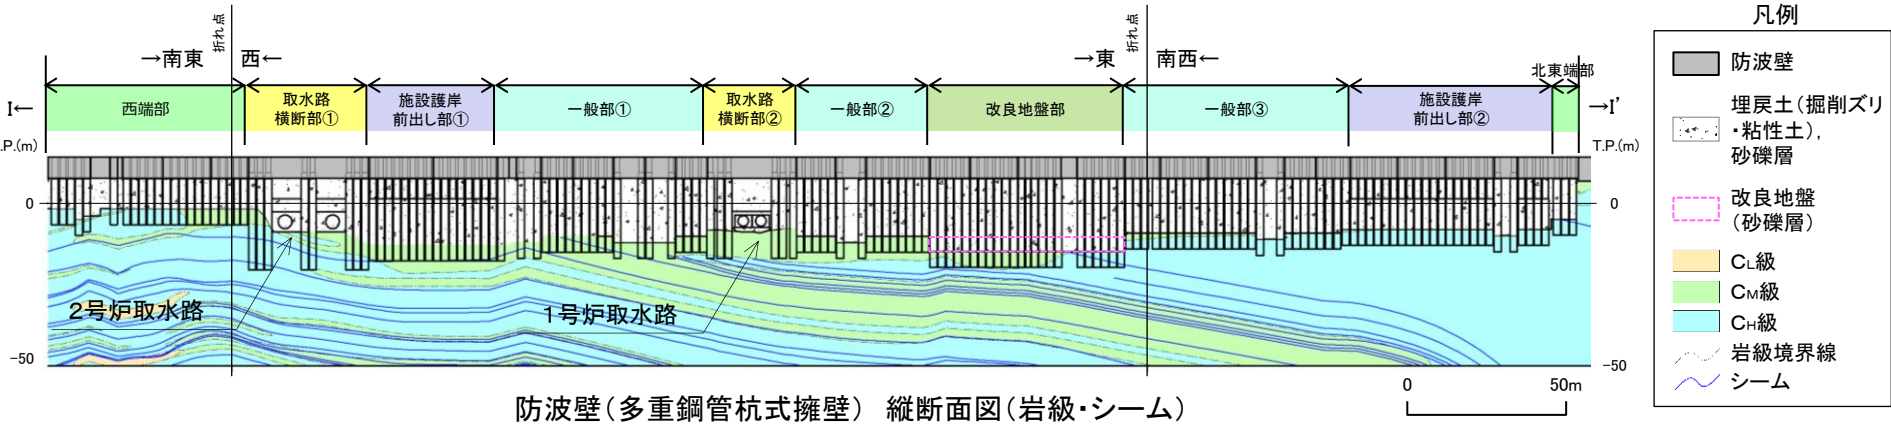 折れ点
折れ点
→南東
西←
→東
南西←
北東端部
I←
西端部
取水路
横断部①
施設護岸
前出し部①
一般部①
取水路
横断部②
一般部②
改良地盤部
一般部③
施設護岸
前出し部②
→I'
.P.(m)
T.P.(m)
0
0
2号炉取水路
1号炉取水路
-50
-50
0
50m
防波壁(多重鋼管杭式擁壁) 縦断面図(岩級・シーム)
凡例
防波壁
埋戻土(掘削ズリ
・粘性土),
砂礫層
改良地盤
(砂礫層)
CL級
CM級
CH級
岩級境界線
シーム